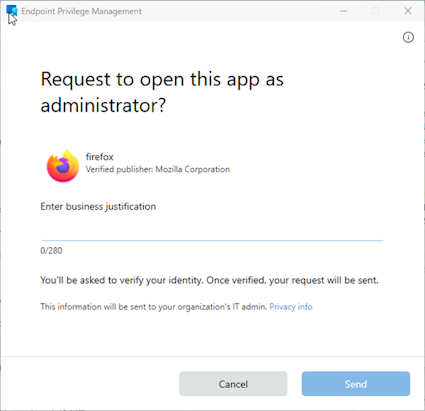 Endpoint Privilege Management
Request to open this app as
administrator?
firefox
Verified publisher: Mozilla Corporation
Enter business justification
0/280
You'll be asked to verify your identity. Once verified, your request will be sent.
This information will be sent to your organization's IT admin. Privacy info
Cancel
Send